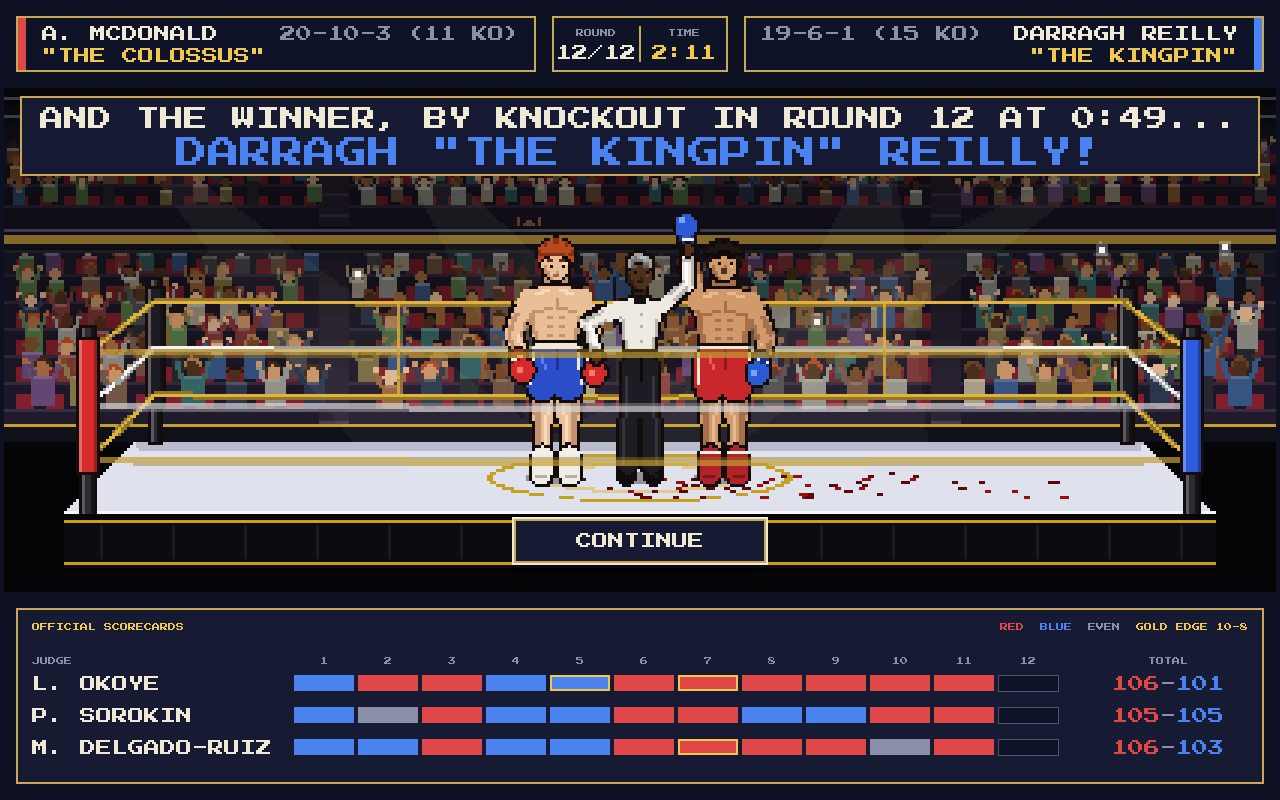 A. MCDONALD 20-10-3 (11 KO)
"THE COLOSSUS"
ROUND TIME
12/12 2:11
19-6-1 (15 KO) DARRAGH REILLY
"THE KINGPIN"
AND THE WINNER, BY KNOCKOUT IN ROUND 12 AT 0:49...
DARRAGH "THE KINGPIN" REILLY!
CONTINUE
OFFICIAL SCORECARDS RED BLUE EVEN GOLD EDGE 10-8
JUDGE 1 2 3 4 5 6 7 8 9 10 11 12 TOTAL
L. OKOYE 106-101
P. SOROKIN 105-105
M. DELGADO-RUIZ 106-103